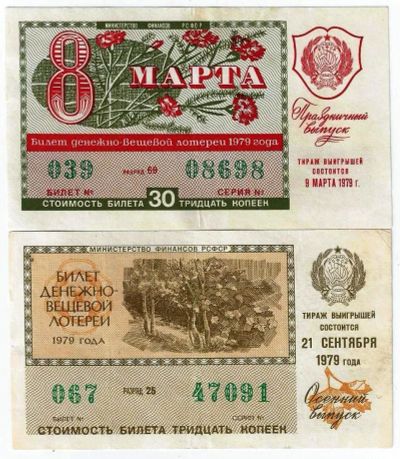 МИНИСТЕРСТВО ФИНАНСОВ РСФСР
8 МАРТА
Праздничный
выпуск
Билет денежно-вещевой лотереи 1979 года
ТИРАЖ ВЫИГРЫШЕЙ
СОСТОИТСЯ
9 МАРТА 1979 г.
039 РАЗРЯД 69 08698
БИЛЕТ № СЕРИЯ №
СТОИМОСТЬ БИЛЕТА 30 ТРИДЦАТЬ КОПЕЕК
МИНИСТЕРСТВО ФИНАНСОВ РСФСР
БИЛЕТ
ДЕНЕЖНО-
ВЕЩЕВОЙ
ЛОТЕРЕИ
1979 ГОДА
ТИРАЖ ВЫИГРЫШЕЙ
СОСТОИТСЯ
21 СЕНТЯБРЯ
1979 ГОДА
067 РАЗРЯД 25 47091
БИЛЕТ № СЕРИЯ №
Осенний
выпуск
СТОИМОСТЬ БИЛЕТА ТРИДЦАТЬ КОПЕЕК